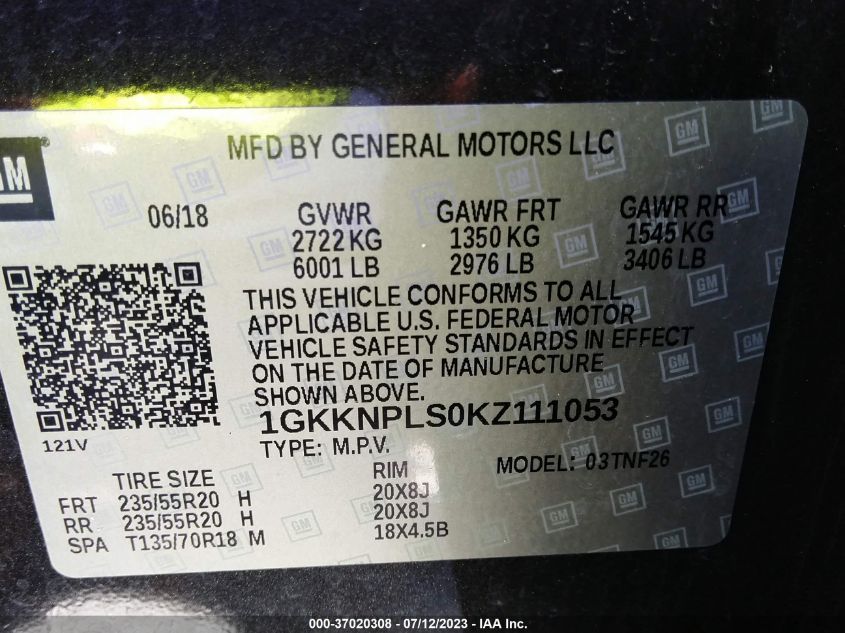 GM
MFD BY GENERAL MOTORS LLC
06/18 GVWR GAWR FRT GAWR RR
2722 KG 1350 KG 1545 KG
6001 LB 2976 LB 3406 LB
THIS VEHICLE CONFORMS TO ALL
APPLICABLE U.S. FEDERAL MOTOR
VEHICLE SAFETY STANDARDS IN EFFECT
ON THE DATE OF MANUFACTURE
SHOWN ABOVE.
1GKKNPLS0KZ111053
121V
TYPE: M.P.V.
MODEL: 03TNF26
TIRE SIZE RIM
FRT 235/55R20 H 20X8J
RR 235/55R20 H 20X8J
SPA T135/70R18 M 18X4.5B
000-37020308 - 07/12/2023 - IAA Inc.